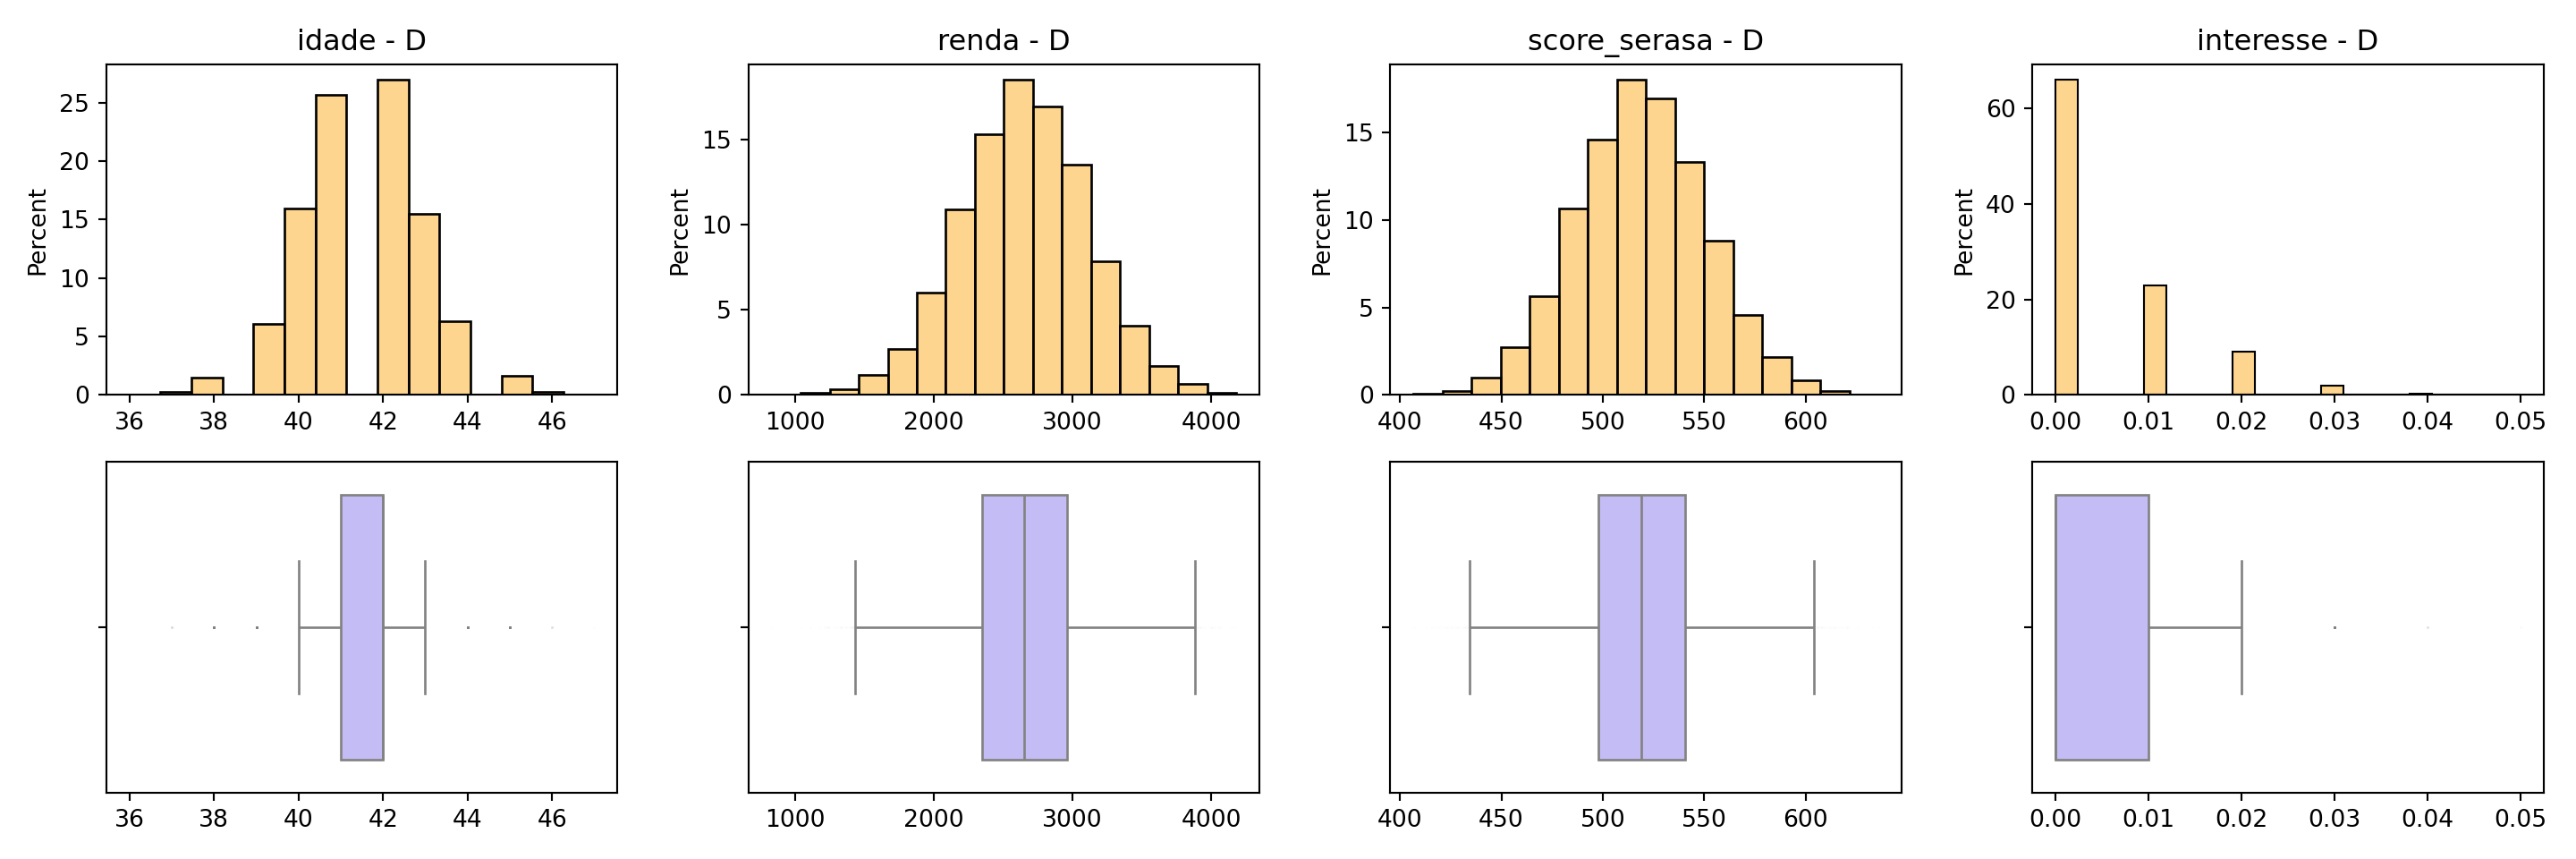 idade - D
renda - D
score_serasa - D
interesse - D
Percent
25
20
15
10
5
0
36 38 40 42 44 46
Percent
15
10
5
0
1000 2000 3000 4000
Percent
15
10
5
0
400 450 500 550 600
Percent
60
40
20
0
0.00 0.01 0.02 0.03 0.04 0.05
36 38 40 42 44 46
1000 2000 3000 4000
400 450 500 550 600
0.00 0.01 0.02 0.03 0.04 0.05